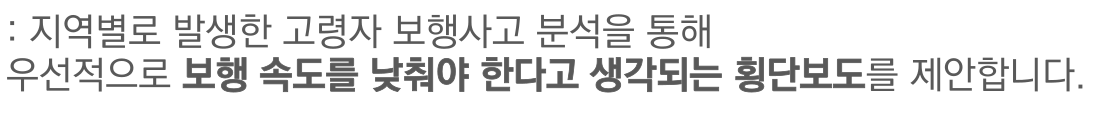 : 지역별로 발생한 고령자 보행사고 분석을 통해
우선적으로 보행 속도를 낮춰야 한다고 생각되는 횡단보도를 제안합니다.